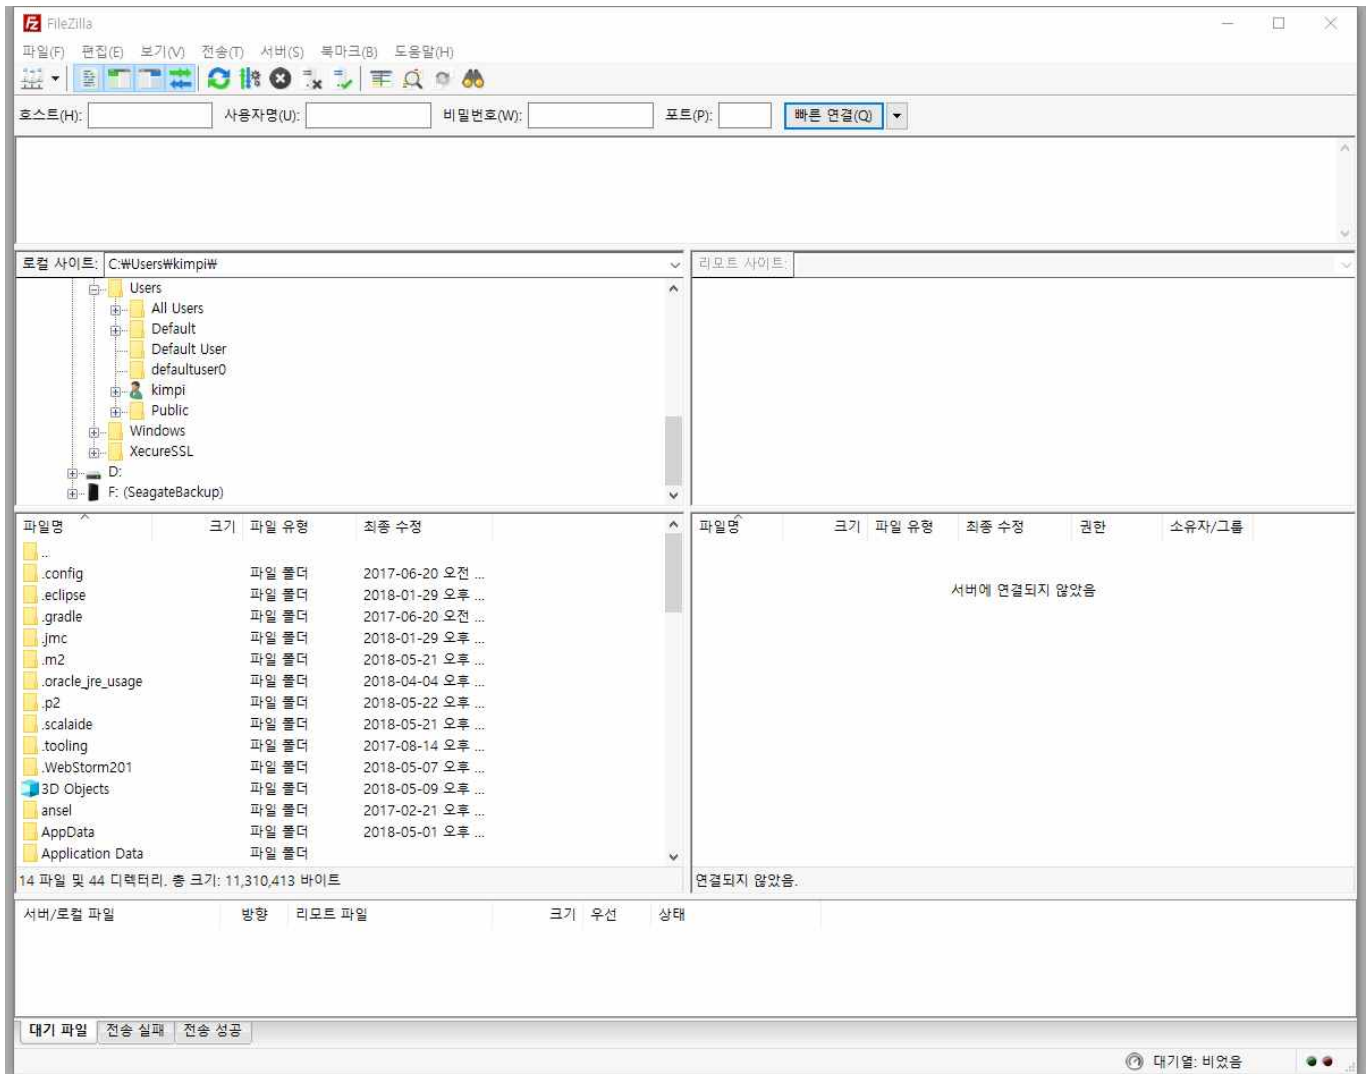 FileZilla
파일(F) 편집(E) 보기(V) 전송(T) 서버(S) 북마크(B) 도움말(H)
호스트(H): 사용자명(U): 비밀번호(W): 포트(P): 빠른 연결(Q)
로컬 사이트: C:₩Users₩kimpi₩
리모트 사이트:
Users
All Users
Default
Default User
defaultuser0
kimpi
Public
Windows
XecureSSL
D:
F: (SeagateBackup)
파일명 크기 파일 유형 최종 수정
..
.config 파일 폴더 2017-06-20 오전 ...
.eclipse 파일 폴더 2018-01-29 오후 ...
.gradle 파일 폴더 2017-06-20 오전 ...
.jmc 파일 폴더 2018-01-29 오후 ...
.m2 파일 폴더 2018-05-21 오후 ...
.oracle_jre_usage 파일 폴더 2018-04-04 오후 ...
.p2 파일 폴더 2018-05-22 오후 ...
.scalaide 파일 폴더 2018-05-21 오후 ...
.tooling 파일 폴더 2017-08-14 오후 ...
.WebStorm201 파일 폴더 2018-05-07 오후 ...
3D Objects 파일 폴더 2018-05-09 오후 ...
ansel 파일 폴더 2017-02-21 오후 ...
AppData 파일 폴더 2018-05-01 오후 ...
Application Data 파일 폴더
14 파일 및 44 디렉터리. 총 크기: 11,310,413 바이트
파일명 크기 파일 유형 최종 수정 권한 소유자/그룹
서버에 연결되지 않았음
연결되지 않았음.
서버/로컬 파일 방향 리모트 파일 크기 우선 상태
대기 파일 전송 실패 전송 성공
대기열: 비었음